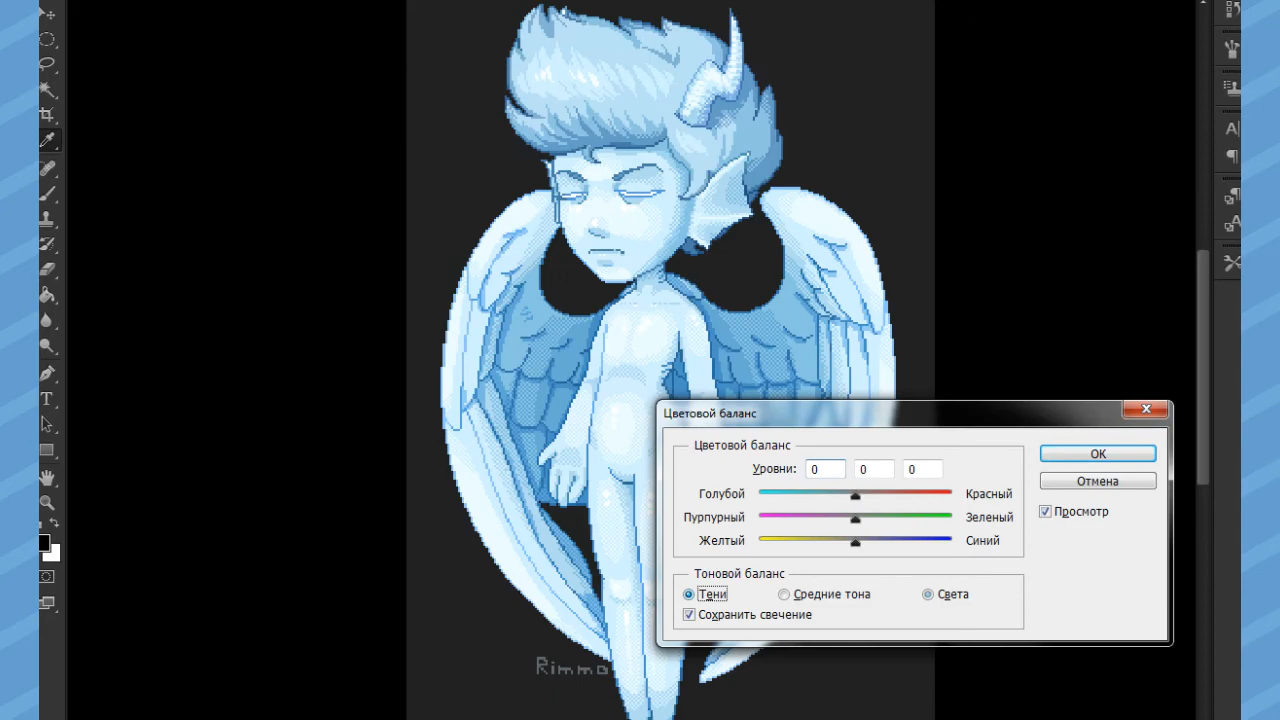 Цветовой баланс
Цветовой баланс
Уровни: 0 0 0
Голубой Красный
Пурпурный Зеленый
Желтый Синий
Тоновой баланс
Тени Средние тона Света
Сохранить свечение
ОК
Отмена
Просмотр